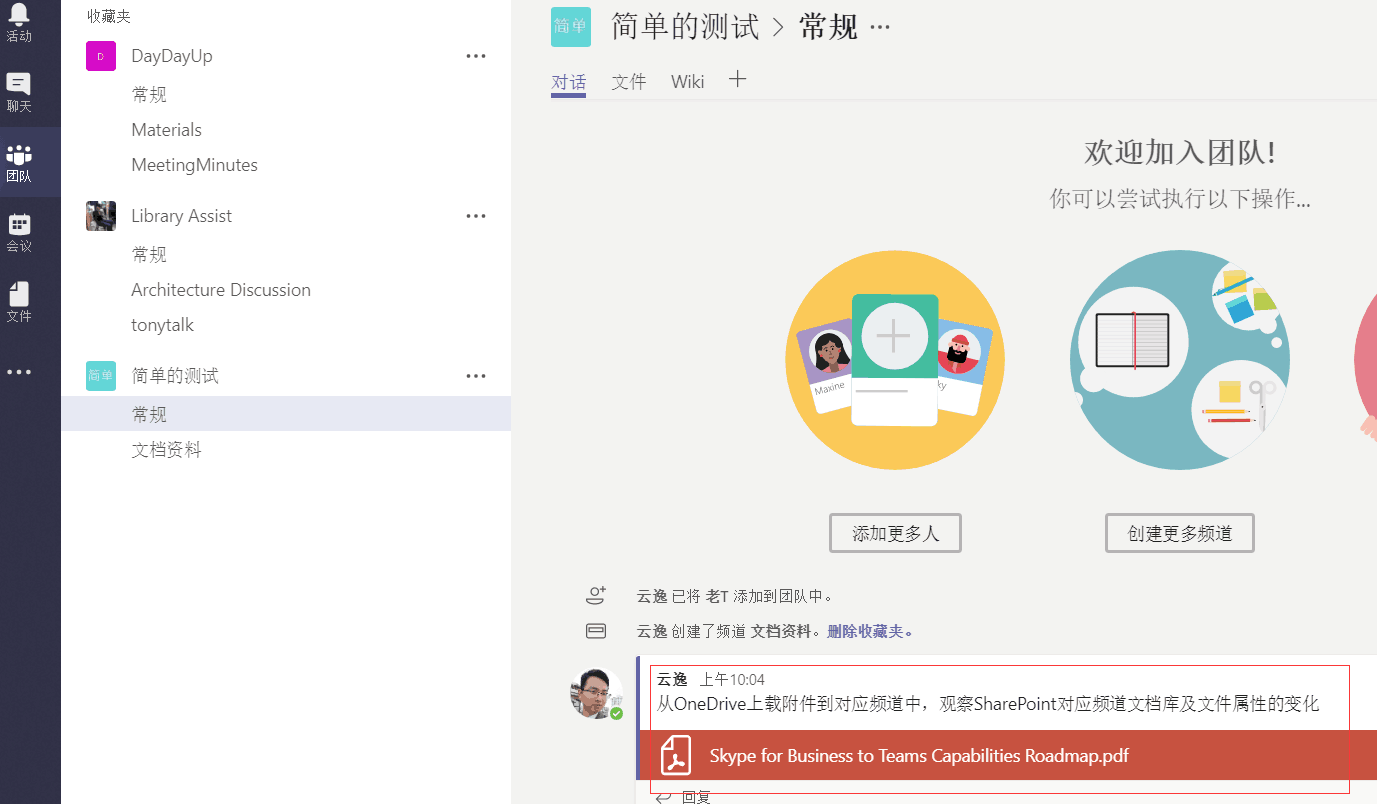 活动
聊天
团队
会议
文件
收藏夹
D DayDayUp
常规
Materials
MeetingMinutes
Library Assist
常规
Architecture Discussion
tonytalk
简单 简单的测试
常规
文档资料
简单 简单的测试 > 常规 ···
对话 文件 Wiki +
欢迎加入团队!
你可以尝试执行以下操作...
Maxine
ky
添加更多人
创建更多频道
云逸 已将 老T 添加到团队中。
云逸 创建了频道 文档资料。删除收藏夹。
云逸 上午10:04
从OneDrive上载附件到对应频道中，观察SharePoint对应频道文档库及文件属性的变化
Skype for Business to Teams Capabilities Roadmap.pdf
回复